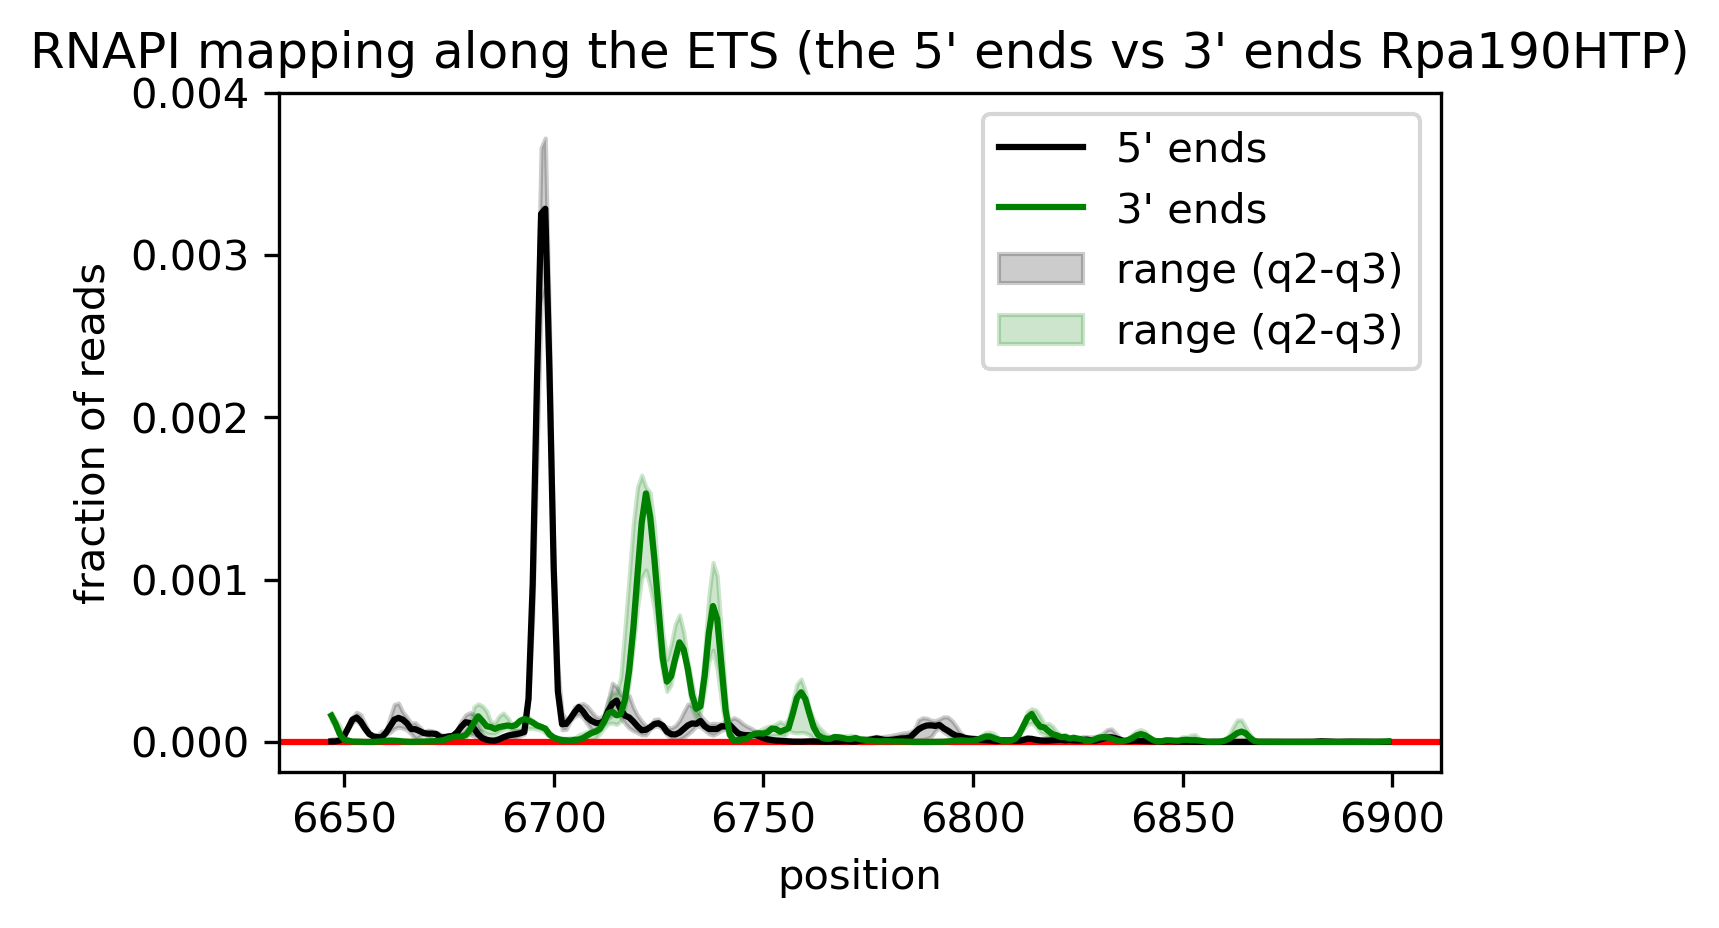 RNAPI mapping along the ETS (the 5' ends vs 3' ends Rpa190HTP)
0.004
0.003
0.002
0.001
0.000
fraction of reads
5' ends
3' ends
range (q2-q3)
range (q2-q3)
6650 6700 6750 6800 6850 6900
position